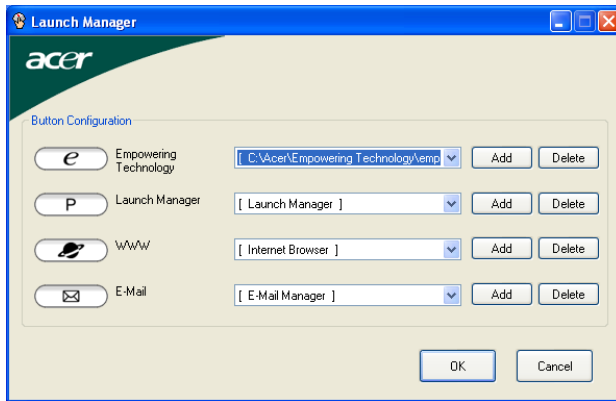 Launch Manager
acer
Button Configuration
e Empowering Technology [ C:\Acer\Empowering Technology\emp Add Delete
P Launch Manager [ Launch Manager ] Add Delete
WWW [ Internet Browser ] Add Delete
E-Mail [ E-Mail Manager ] Add Delete
OK Cancel